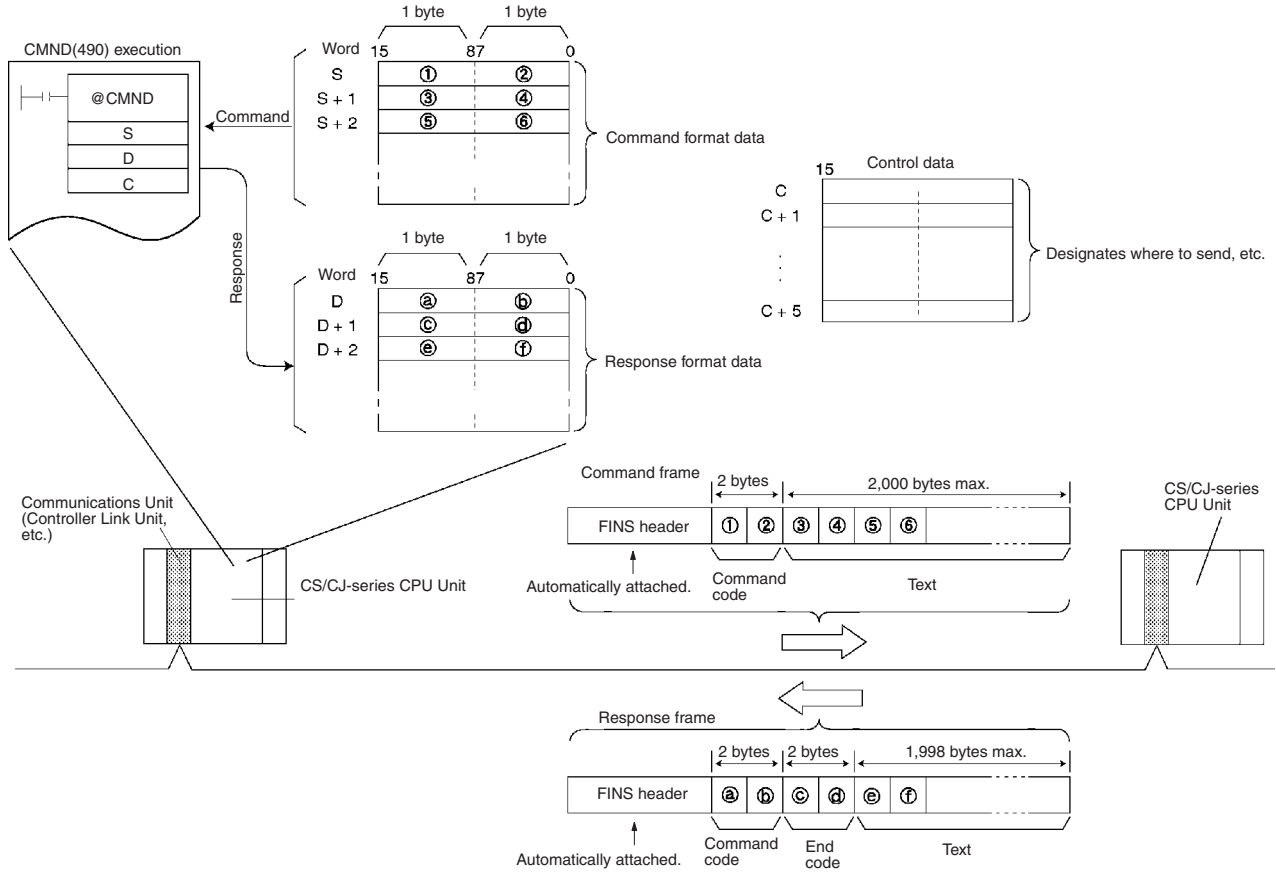 CMND(490) execution
@CMND
S
D
C
Command
Response
1 byte 1 byte
Word 15 87 0
S ① ②
S + 1 ③ ④
S + 2 ⑤ ⑥
Command format data
1 byte 1 byte
Word 15 87 0
D ⓐ ⓑ
D + 1 ⓒ ⓓ
D + 2 ⓔ ⓕ
Response format data
Control data
15
C
C + 1
C + 5
Designates where to send, etc.
Communications Unit
(Controller Link Unit,
etc.)
CS/CJ-series CPU Unit
Command frame
2 bytes 2,000 bytes max.
FINS header ① ② ③ ④ ⑤ ⑥
Automatically attached.
Command
code
Text
CS/CJ-series
CPU Unit
Response frame
2 bytes 2 bytes 1,998 bytes max.
FINS header ⓐ ⓑ ⓒ ⓓ ⓔ ⓕ
Automatically attached.
Command
code
End
code
Text